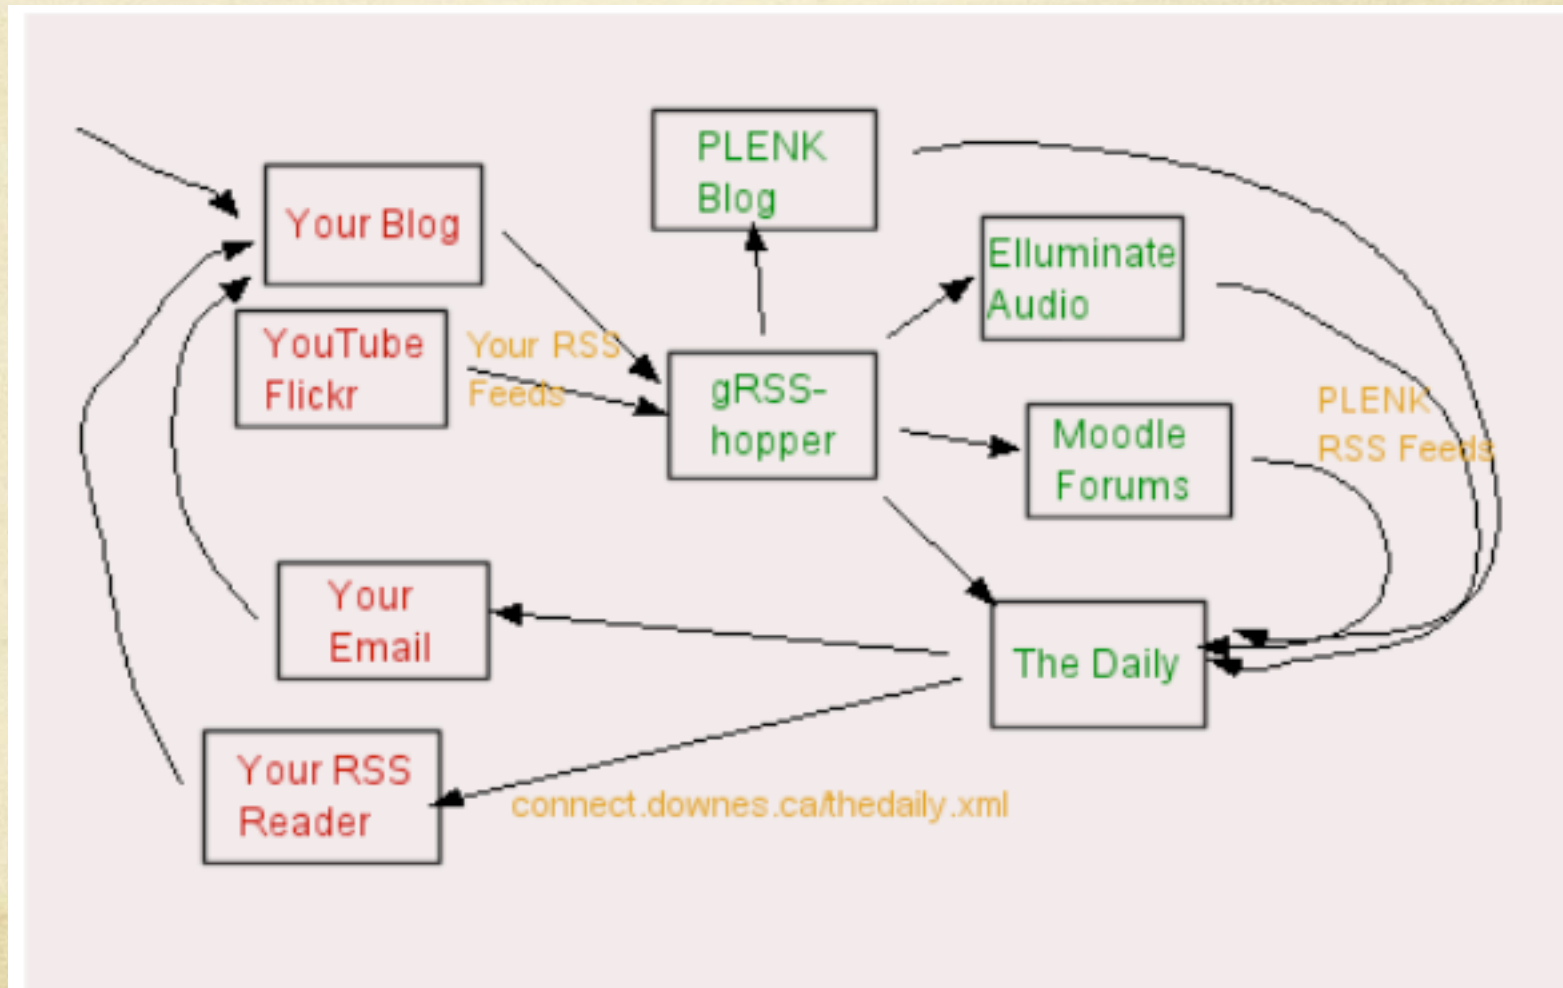 PLENK
Blog
Your Blog
Elluminate
Audio
YouTube
Flickr
Your RSS
Feeds
gRSS-
hopper
Moodle
Forums
PLENK
RSS Feeds
Your
Email
The Daily
Your RSS
Reader
connect.downes.ca/thedaily.xml